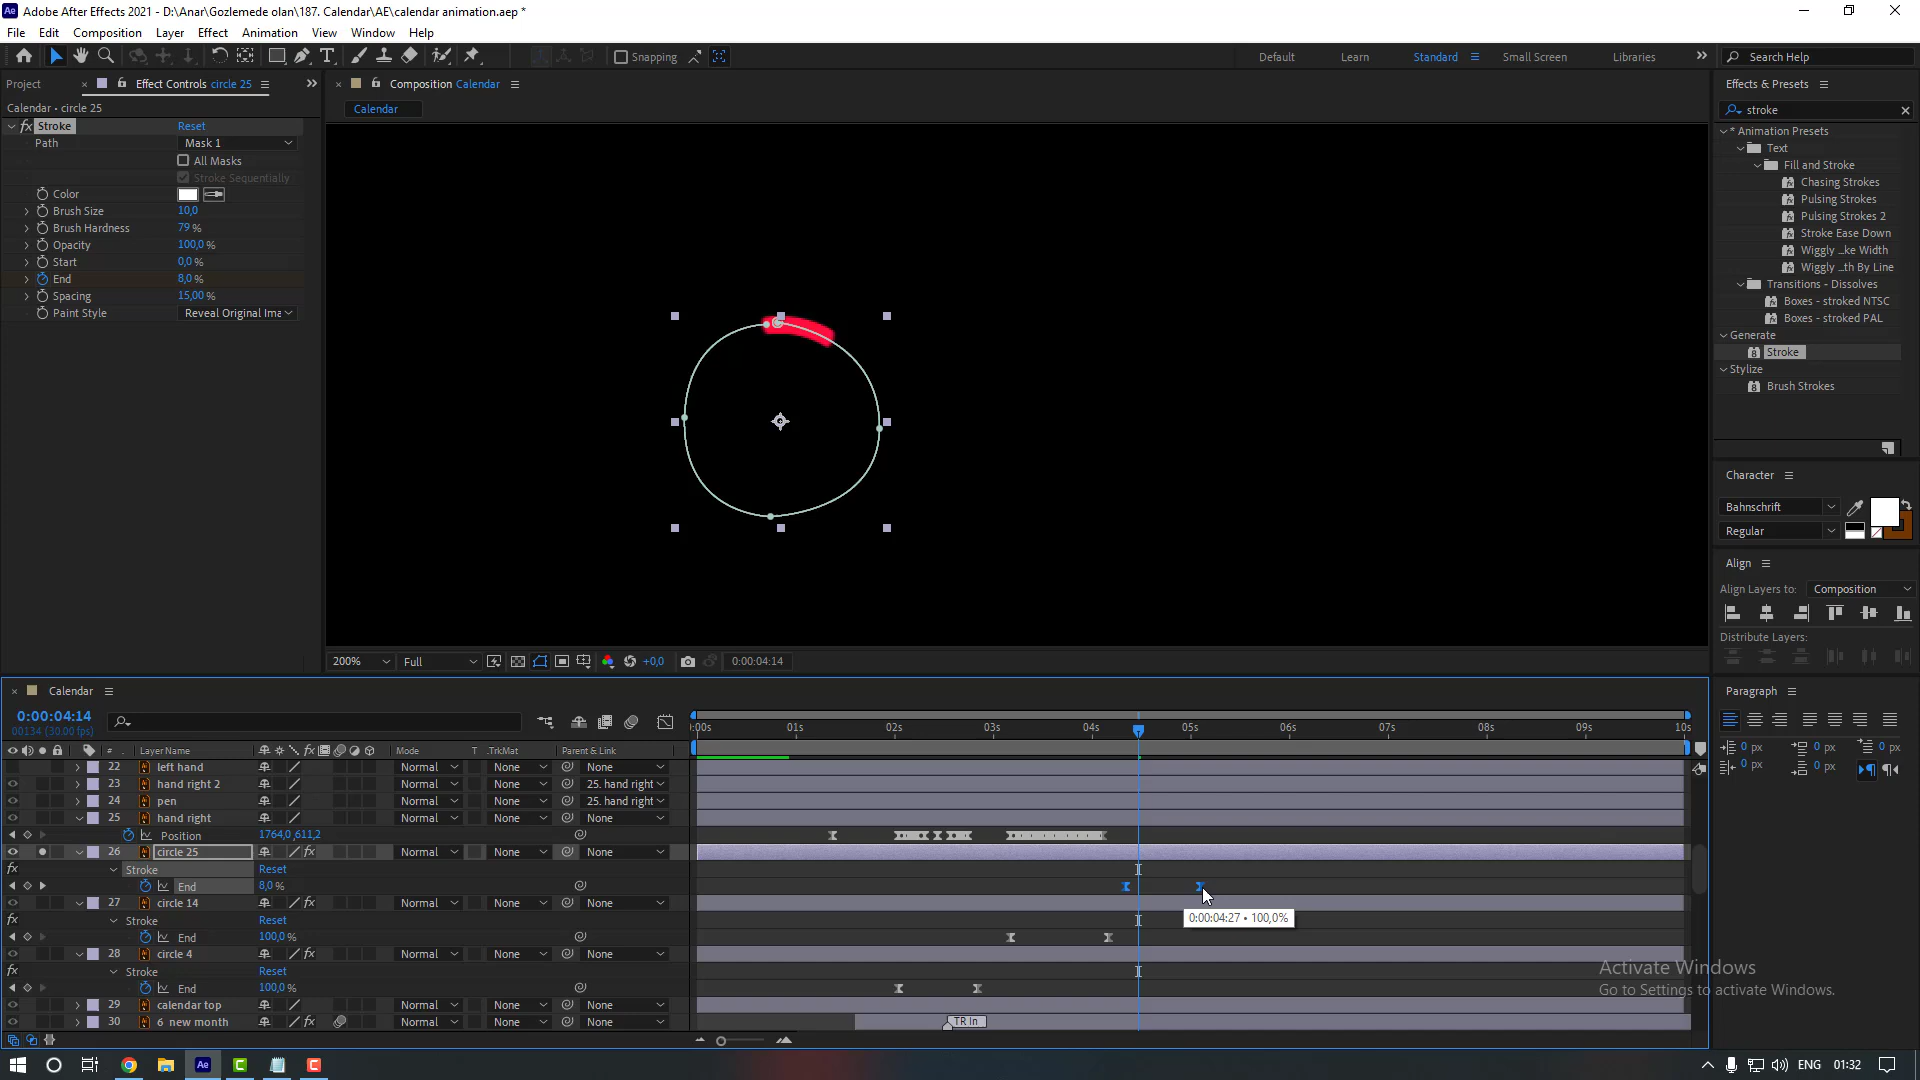 Adobe After Effects 2021 - D:\Anar\Gozlemede olan\187. Calendar\AE\calendar animation.aep *
File Edit Composition Layer Effect Animation View Window Help
Snapping Default Learn Standard Small Screen Libraries Search Help
Project Effect Controls circle 25 Composition Calendar Effects & Presets
Calendar • circle 25 Calendar stroke
fx Stroke Reset
Path Mask 1
All Masks
Stroke Sequentially
Color
Brush Size 10,0
Brush Hardness 79 %
Opacity 100,0 %
Start 0,0 %
End 8,0 %
Spacing 15,00 %
Paint Style Reveal Original Ima
* Animation Presets
Text
Fill and Stroke
Chasing Strokes
Pulsing Strokes
Pulsing Strokes 2
Stroke Ease Down
Wiggly ...ke Width
Wiggly ...th By Line
Transitions - Dissolves
Boxes - stroked NTSC
Boxes - stroked PAL
Generate
Stroke
Stylize
Brush Strokes
Character
Bahnschrift
Regular
Align
Align Layers to: Composition
Distribute Layers:
Paragraph
0 px 0 px 0 px
0 px 0 px
200% Full +0,0 0:00:04:14
Calendar
0:00:04:14
00134 (30.00 fps)
:00s 01s 02s 03s 04s 05s 06s 07s 08s 09s 10s
# Layer Name Mode T .TrkMat Parent & Link
22 left hand Normal None None
23 hand right 2 Normal None 25. hand right
24 pen Normal None 25. hand right
25 hand right Normal None None
Position 1764,0,611,2
26 circle 25 Normal None None
fx Stroke Reset
End 8,0 %
27 circle 14 Normal None None
fx Stroke Reset
End 100,0 %
28 circle 4 Normal None None
fx Stroke Reset
End 100,0 %
29 calendar top Normal None None
30 6 new month Normal None None
TR In
0:00:04:27 • 100,0%
Activate Windows
Go to Settings to activate Windows.
ENG 01:32